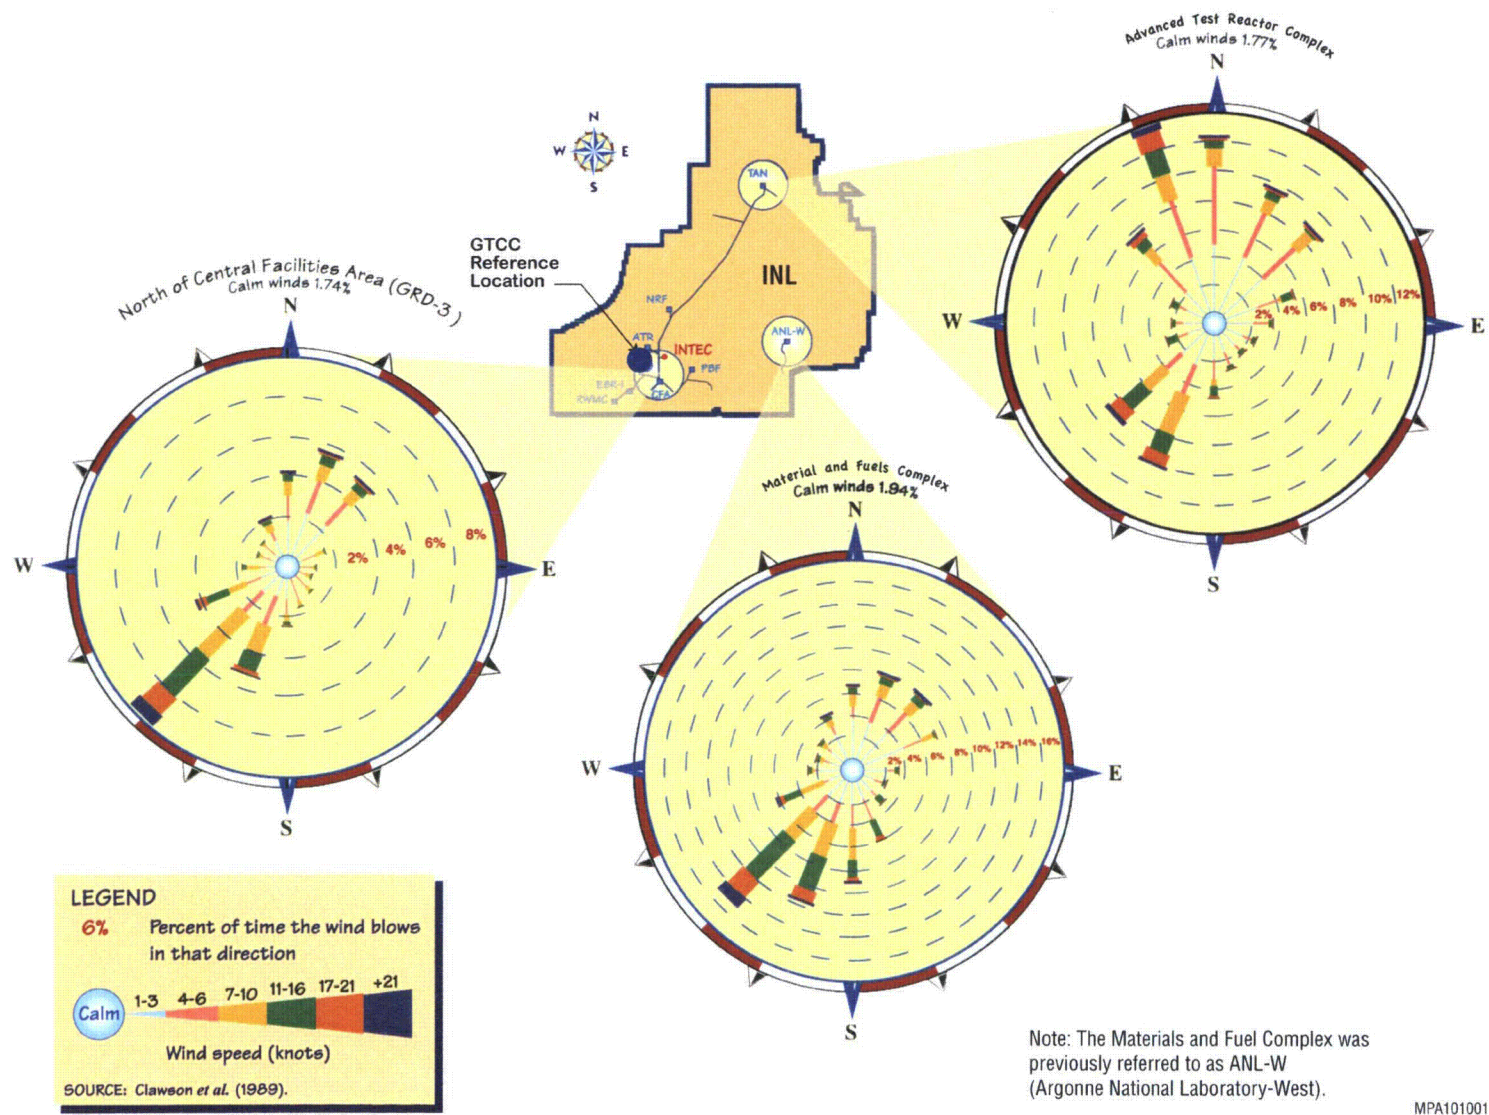 Advanced Test Reactor Complex
Calm winds 1.77%
N
W
E
S
2%
4%
6%
8%
10%
12%
N
W
E
S
TAN
INL
GTCC
Reference
Location
NRF
ATR
INTEC
ANL-W
PBF
EBR-I
CFA
RWMC
North of Central Facilities Area (GRD-3)
Calm winds 1.74%
N
W
E
S
2%
4%
6%
8%
Material and Fuels Complex
Calm winds 1.94%
N
W
E
S
2%
4%
6%
8%
10%
12%
14%
16%
LEGEND
6% Percent of time the wind blows
in that direction
Calm 1-3 4-6 7-10 11-16 17-21 +21
Wind speed (knots)
SOURCE: Clawson et al. (1989).
Note: The Materials and Fuel Complex was
previously referred to as ANL-W
(Argonne National Laboratory-West).
MPA101001